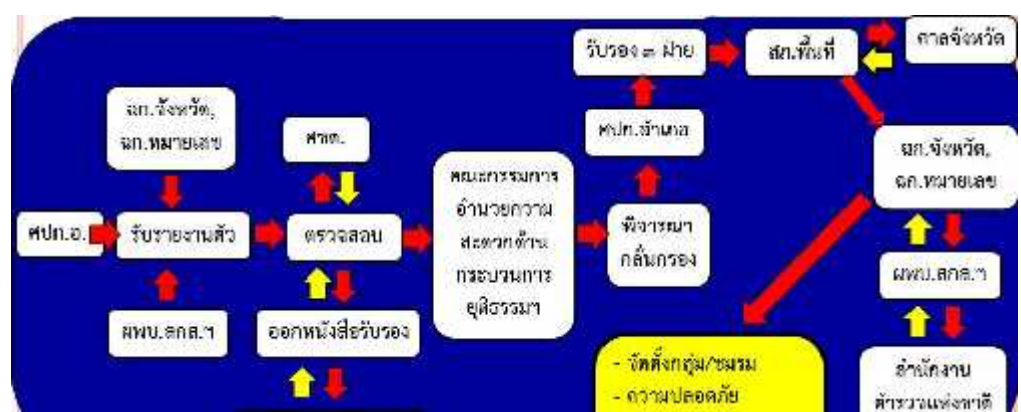 รับรอง ๓ ฝ่าย
สภ.พื้นที่
ศาลจังหวัด
ฉก.จังหวัด,
ฉก.หมายเลข
ศปก.อำเภอ
ฉก.จังหวัด,
ฉก.หมายเลข
คณะกรรมการ
อำนวยความ
สะดวกด้าน
กระบวนการ
ยุติธรรมฯ
ศปก.อ.
รับรายงานตัว
ตรวจสอบ
พิจารณา
กลั่นกรอง
ผพบ.สกส.ฯ
ผพบ.สกส.ฯ
ออกหนังสือรับรอง
- จัดตั้งกลุ่ม/ชมรม
- ความปลอดภัย
สำนักงาน
ตำรวจแห่งชาติ